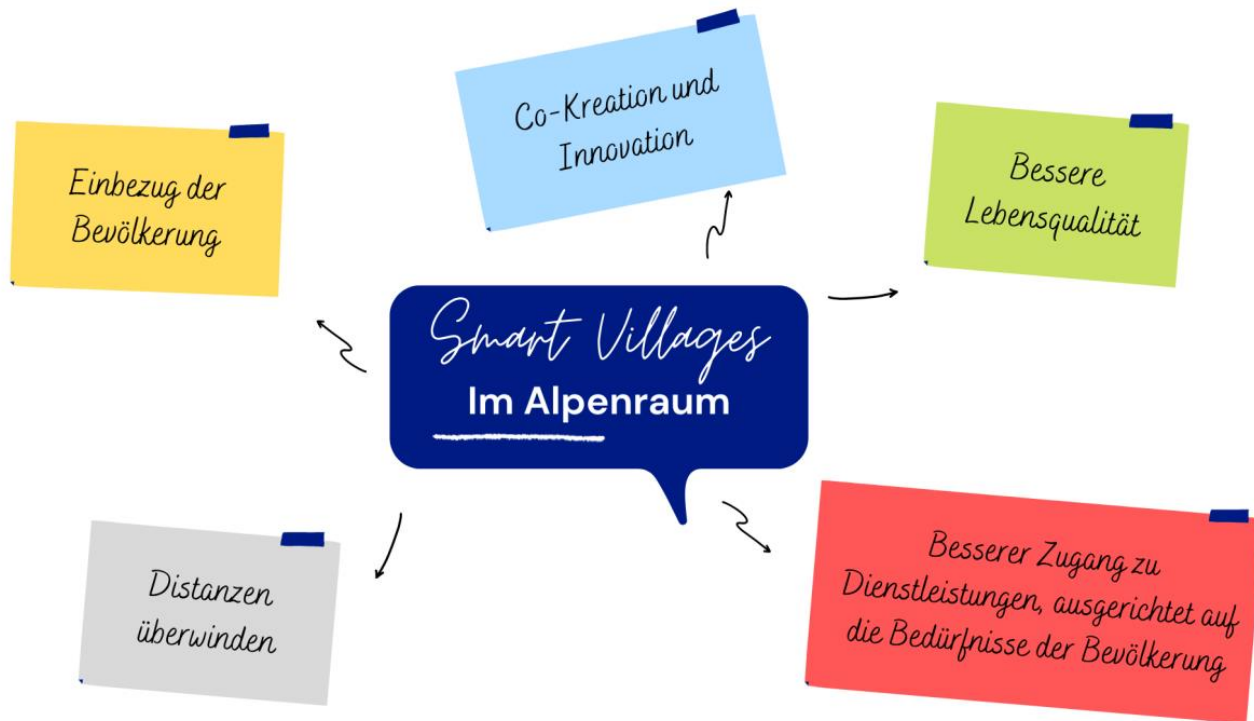 Co-Kreation und
Innovation
Einbezug der
Bevölkerung
Bessere
Lebensqualität
Smart Villages
Im Alpenraum
Distanzen
überwinden
Besserer Zugang zu
Dienstleistungen, ausgerichtet auf
die Bedürfnisse der Bevölkerung